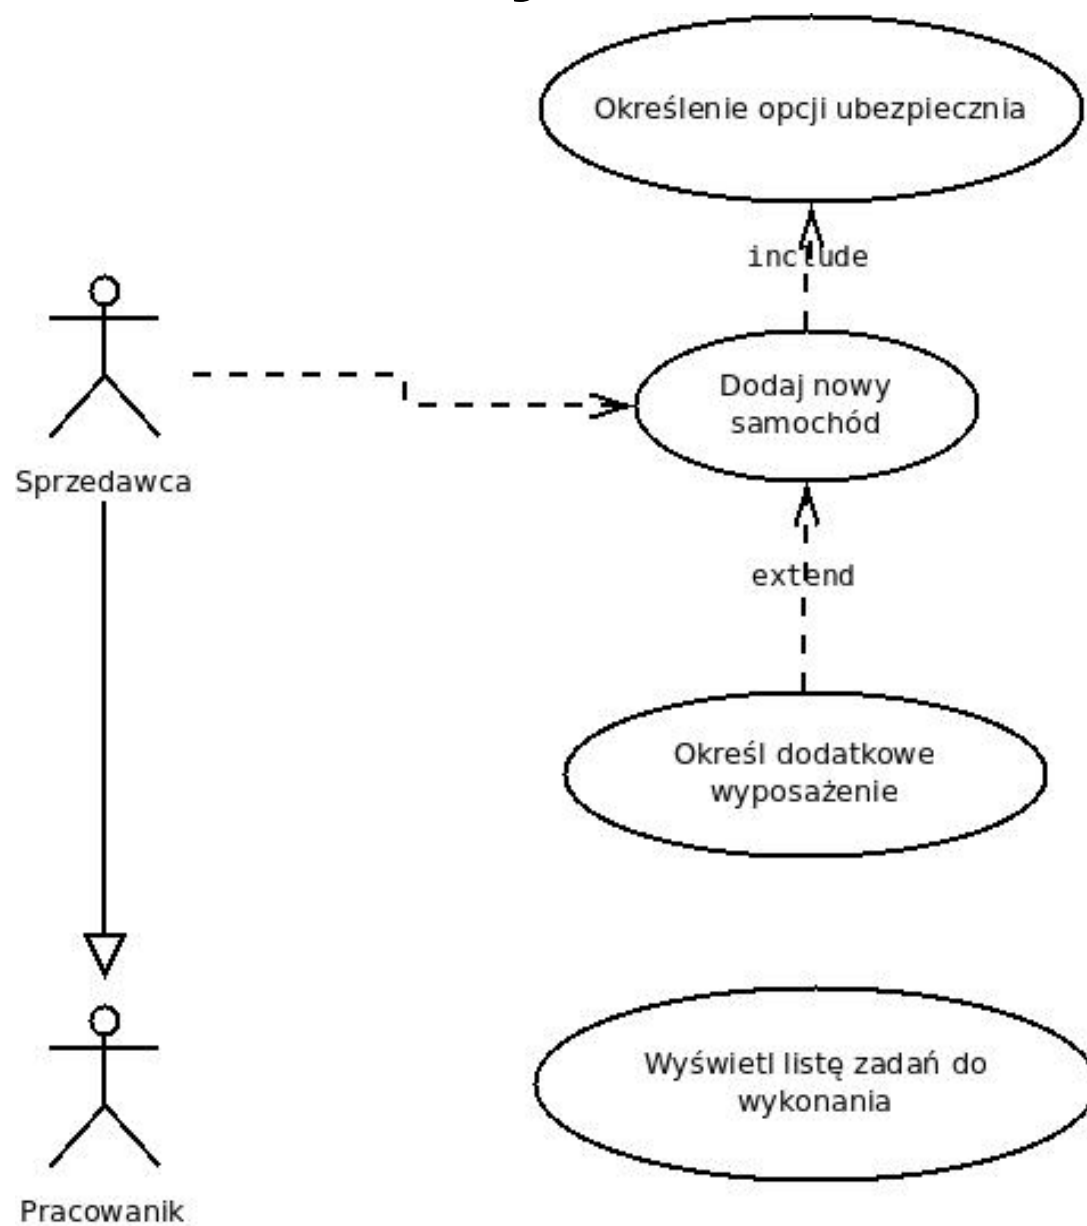 Określenie opcji ubezpiecznia
include
Dodaj nowy
samochód
Sprzedawca
extend
Określ dodatkowe
wyposażenie
Wyświetl listę zadań do
wykonania
Pracowanik